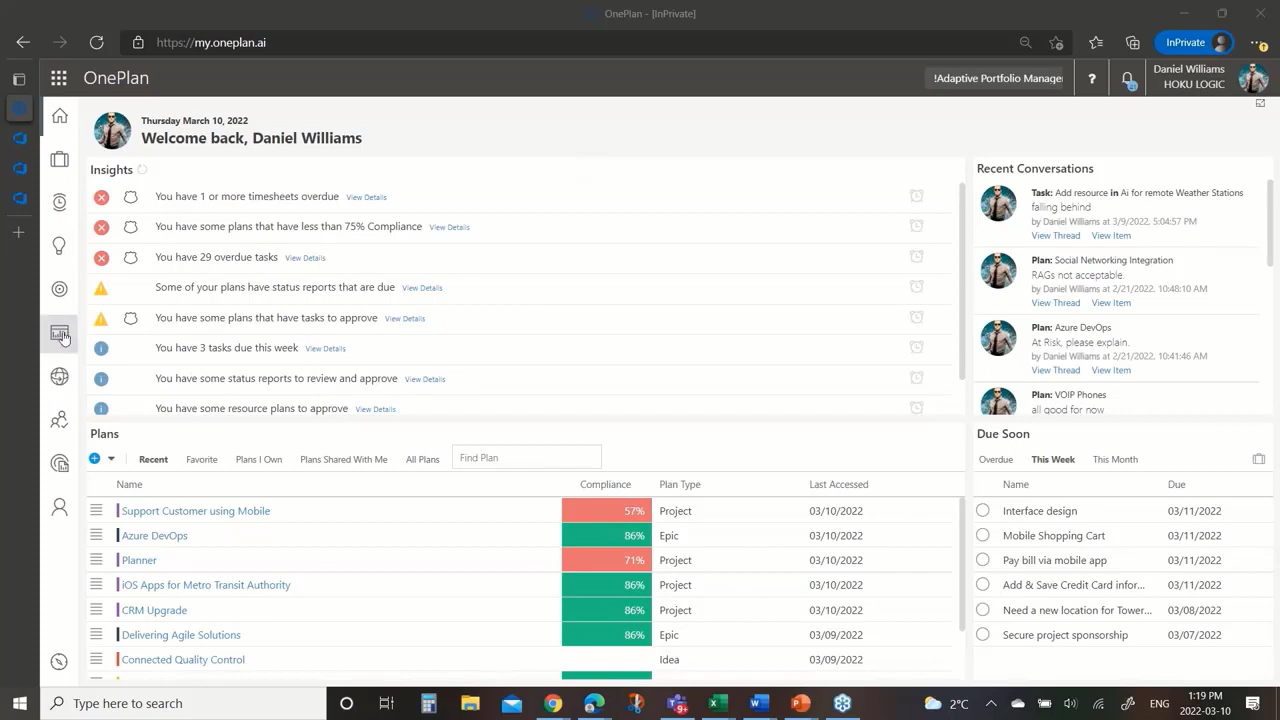 OnePlan - [InPrivate]
https://my.oneplan.ai
InPrivate
OnePlan
!Adaptive Portfolio Manager
?
Daniel Williams
HOKU LOGIC
Thursday March 10, 2022
Welcome back, Daniel Williams
Insights
You have 1 or more timesheets overdue View Details
You have some plans that have less than 75% Compliance View Details
You have 29 overdue tasks View Details
Some of your plans have status reports that are due View Details
You have some plans that have tasks to approve View Details
You have 3 tasks due this week View Details
You have some status reports to review and approve View Details
You have some resource plans to approve View Details
Recent Conversations
Task: Add resource in Ai for remote Weather Stations
falling behind
by Daniel Williams at 3/9/2022, 5:04:57 PM
View Thread View Item
Plan: Social Networking Integration
RAGs not acceptable.
by Daniel Williams at 2/21/2022, 10:48:10 AM
View Thread View Item
Plan: Azure DevOps
At Risk, please explain.
by Daniel Williams at 2/21/2022, 10:41:46 AM
View Thread View Item
Plan: VOIP Phones
all good for now
Plans
Recent Favorite Plans I Own Plans Shared With Me All Plans Find Plan
Name Compliance Plan Type Last Accessed
Support Customer using Mobile 57% Project 03/10/2022
Azure DevOps 86% Epic 03/10/2022
Planner 71% Project 03/10/2022
iOS Apps for Metro Transit Authority 86% Project 03/10/2022
CRM Upgrade 86% Project 03/10/2022
Delivering Agile Solutions 86% Epic 03/09/2022
Connected Quality Control Idea 03/09/2022
Due Soon
Overdue This Week This Month
Name Due
Interface design 03/11/2022
Mobile Shopping Cart 03/11/2022
Pay bill via mobile app 03/11/2022
Add & Save Credit Card infor... 03/11/2022
Need a new location for Tower... 03/08/2022
Secure project sponsorship 03/07/2022
Type here to search
2°C
ENG
1:19 PM
2022-03-10